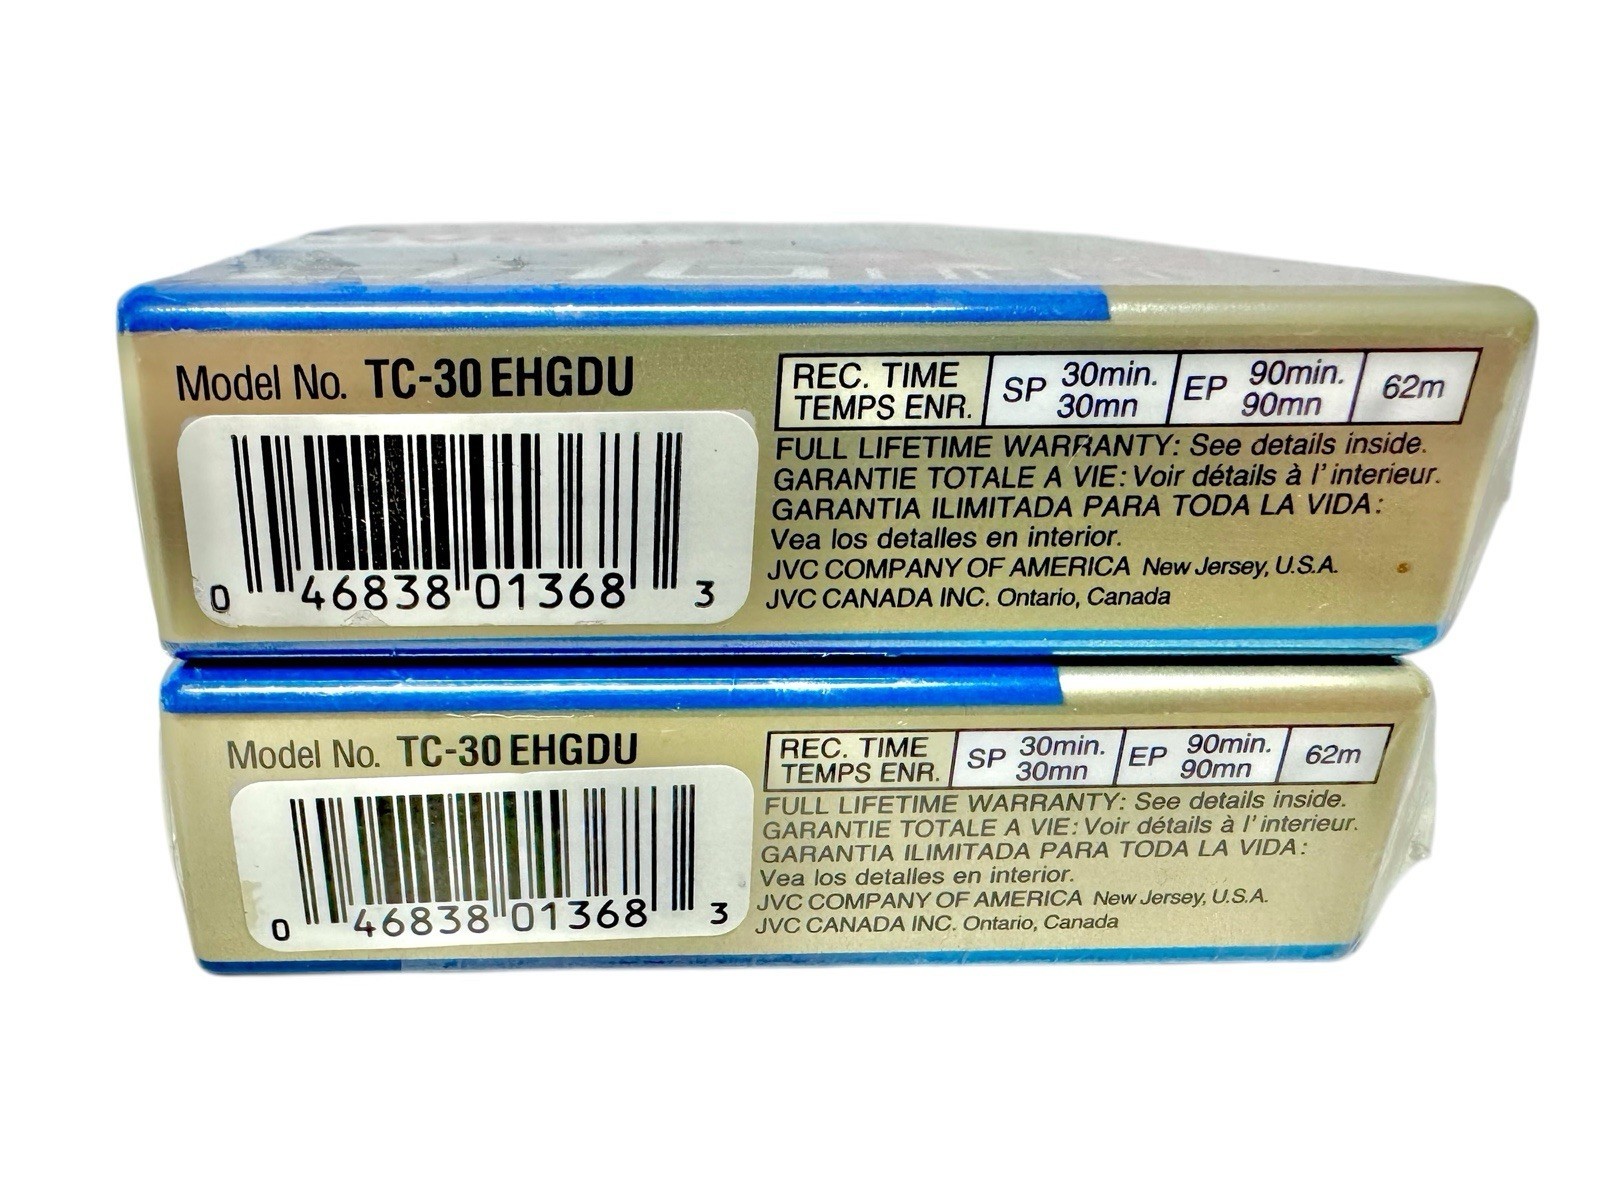 Model No. TC-30 EHGDU
0 46838 01368 3
REC. TIME
TEMPS ENR.
SP 30min.
30mn
EP 90min.
90mn
62m
FULL LIFETIME WARRANTY: See details inside.
GARANTIE TOTALE A VIE: Voir détails à l'interieur.
GARANTIA ILIMITADA PARA TODA LA VIDA:
Vea los detalles en interior.
JVC COMPANY OF AMERICA New Jersey, U.S.A.
JVC CANADA INC. Ontario, Canada
Model No. TC-30 EHGDU
0 46838 01368 3
REC. TIME
TEMPS ENR.
SP 30min.
30mn
EP 90min.
90mn
62m
FULL LIFETIME WARRANTY: See details inside.
GARANTIE TOTALE A VIE: Voir détails à l'interieur.
GARANTIA ILIMITADA PARA TODA LA VIDA:
Vea los detalles en interior.
JVC COMPANY OF AMERICA New Jersey, U.S.A.
JVC CANADA INC. Ontario, Canada